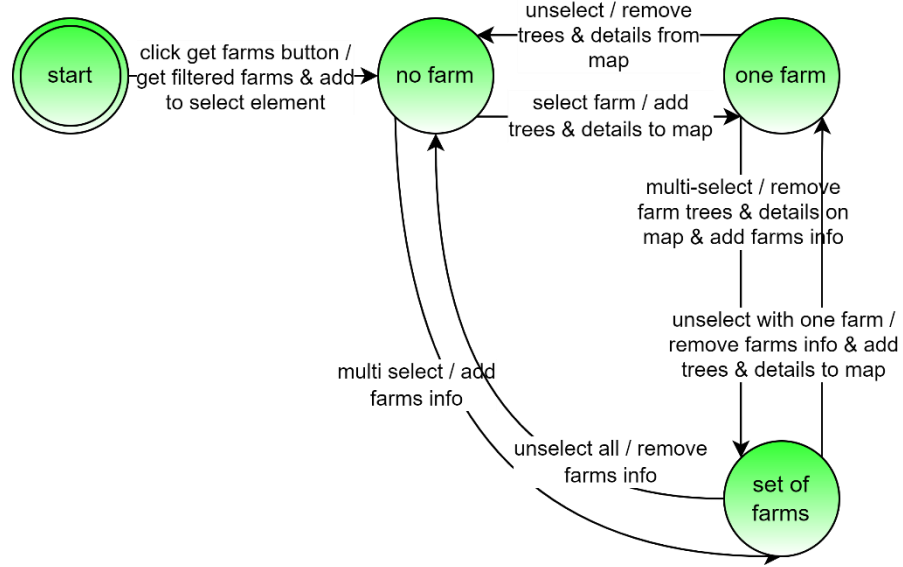 start
click get farms button /
get filtered farms & add
to select element
no farm
unselect / remove
trees & details from
map
one farm
select farm / add
trees & details to map
multi-select / remove
farm trees & details on
map & add farms info
unselect with one farm /
remove farms info & add
trees & details to map
multi select / add
farms info
unselect all / remove
farms info
set of
farms